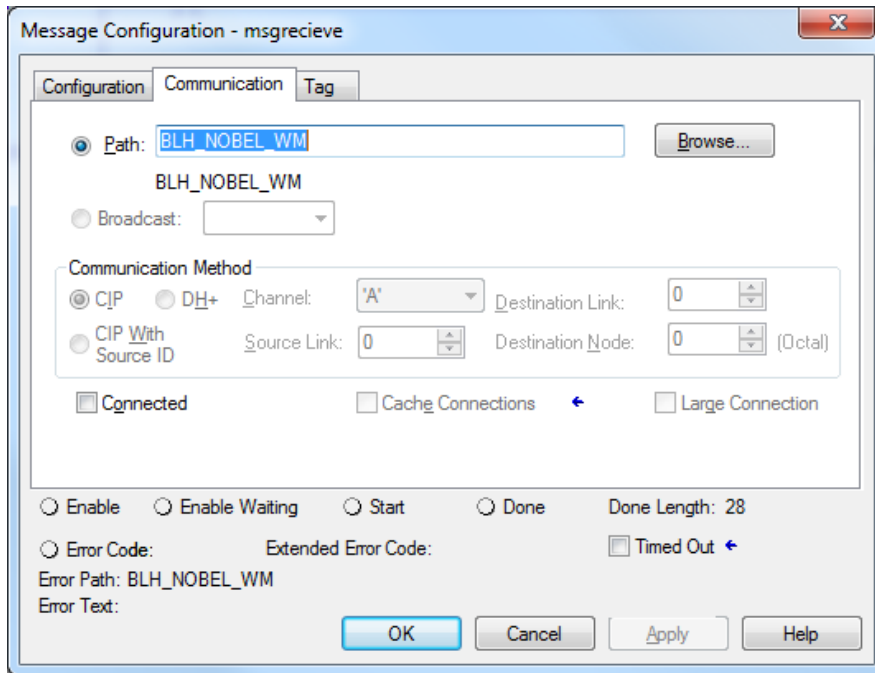 Message Configuration - msgrecieve
X
Configuration Communication Tag
Path: BLH_NOBEL_WM Browse...
BLH_NOBEL_WM
Broadcast:
Communication Method
CIP DH+ Channel: 'A' Destination Link: 0
CIP With Source ID Source Link: 0 Destination Node: 0 (Octal)
Connected Cache Connections Large Connection
Enable Enable Waiting Start Done Done Length: 28
Error Code: Extended Error Code: Timed Out
Error Path: BLH_NOBEL_WM
Error Text:
OK Cancel Apply Help